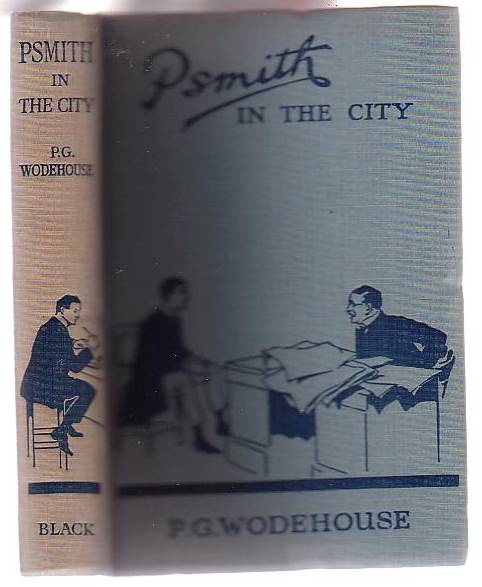 PSMITH
IN
THE CITY
P.G.
WODEHOUSE
BLACK
Psmith
IN THE CITY
P.G.WODEHOUSE